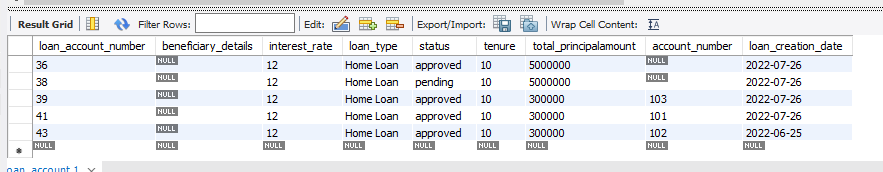 Result Grid Filter Rows: Edit: Export/Import: Wrap Cell Content:
loan_account_number beneficiary_details interest_rate loan_type status tenure total_principalamount account_number loan_creation_date
36 NULL 12 Home Loan approved 10 5000000 NULL 2022-07-26
38 NULL 12 Home Loan pending 10 5000000 NULL 2022-07-26
39 NULL 12 Home Loan approved 10 300000 103 2022-07-26
41 NULL 12 Home Loan approved 10 300000 101 2022-07-26
43 NULL 12 Home Loan approved 10 300000 102 2022-06-25
NULL NULL NULL NULL NULL NULL NULL NULL NULL
oan_account 1